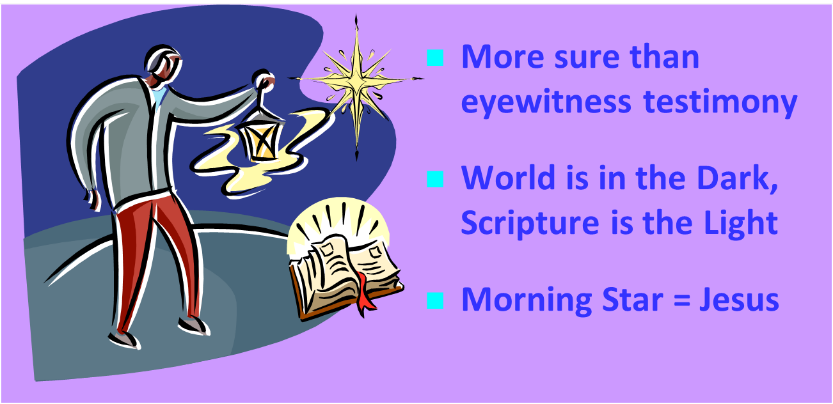 More sure than
eyewitness testimony
World is in the Dark,
Scripture is the Light
Morning Star = Jesus